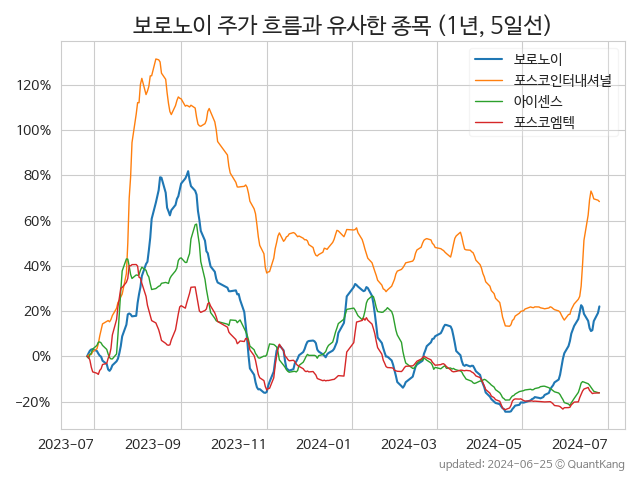 보로노이 주가 흐름과 유사한 종목 (1년, 5일선)
보로노이
포스코인터내셔널
아이센스
포스코엠텍
120%
100%
80%
60%
40%
20%
0%
−20%
2023-07 2023-09 2023-11 2024-01 2024-03 2024-05 2024-07
updated: 2024-06-25 ⓒ QuantKang